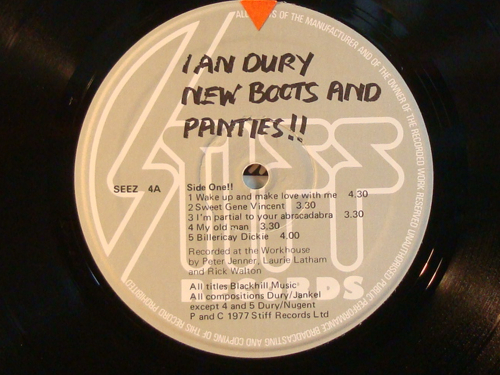 IAN DURY
NEW BOOTS AND
PANTIES!!
STIFF
SEEZ 4A
Side One!!
1 Wake up and make love with me 4.30
2 Sweet Gene Vincent 3.30
3 I'm partial to your abracadabra 3.30
4 My old man 3.30
5 Billericay Dickie 4.00
Recorded at the Workhouse
by Peter Jenner, Laurie Latham
and Rick Walton
RECORDS
All titles Blackhill Music
All compositions Dury/Jankel
except 4 and 5 Dury/Nugent
P and C 1977 Stiff Records Ltd
OF THE MANUFACTURER AND OF THE OWNER OF THE RECORDED WORK RESERVED UNAUTHORISED PUBLIC PERFORMANCE BROADCASTING AND COPYING OF THIS RECORD PROHIBITED